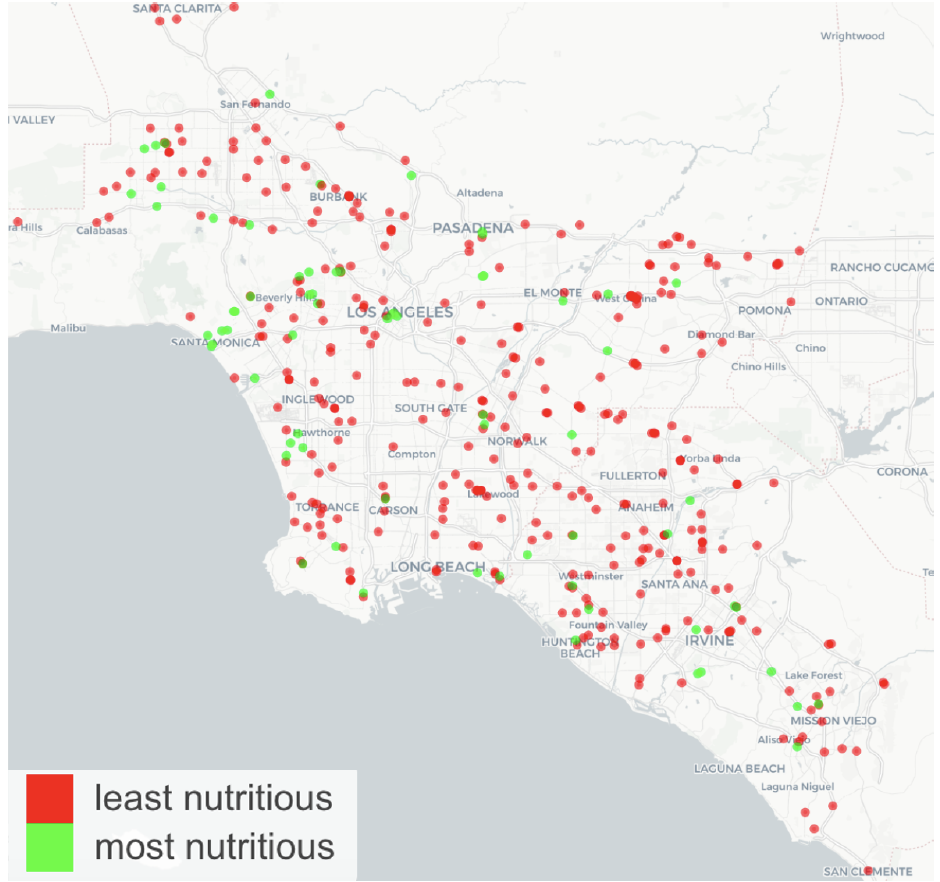 SANTA CLARITA
Wrightwood
San Fernando
VALLEY
Altadena
BURBANK
ra Hills
Calabasas
PASADENA
RANCHO CUCAMO
EL MONTE
West Covina
ONTARIO
Beverly Hills
LOS ANGELES
POMONA
Malibu
SANTA MONICA
Diamond Bar
Chino
Chino Hills
INGLEWOOD
SOUTH GATE
Hawthorne
NORWALK
Compton
Yorba Linda
FULLERTON
CORONA
Lakewood
TORRANCE
CARSON
ANAHEIM
LONG BEACH
Westminster
SANTA ANA
Te
Fountain Valley
HUNTINGTON
BEACH
IRVINE
Lake Forest
MISSION VIEJO
Aliso Viejo
LAGUNA BEACH
Laguna Niguel
least nutritious
most nutritious
SAN CLEMENTE